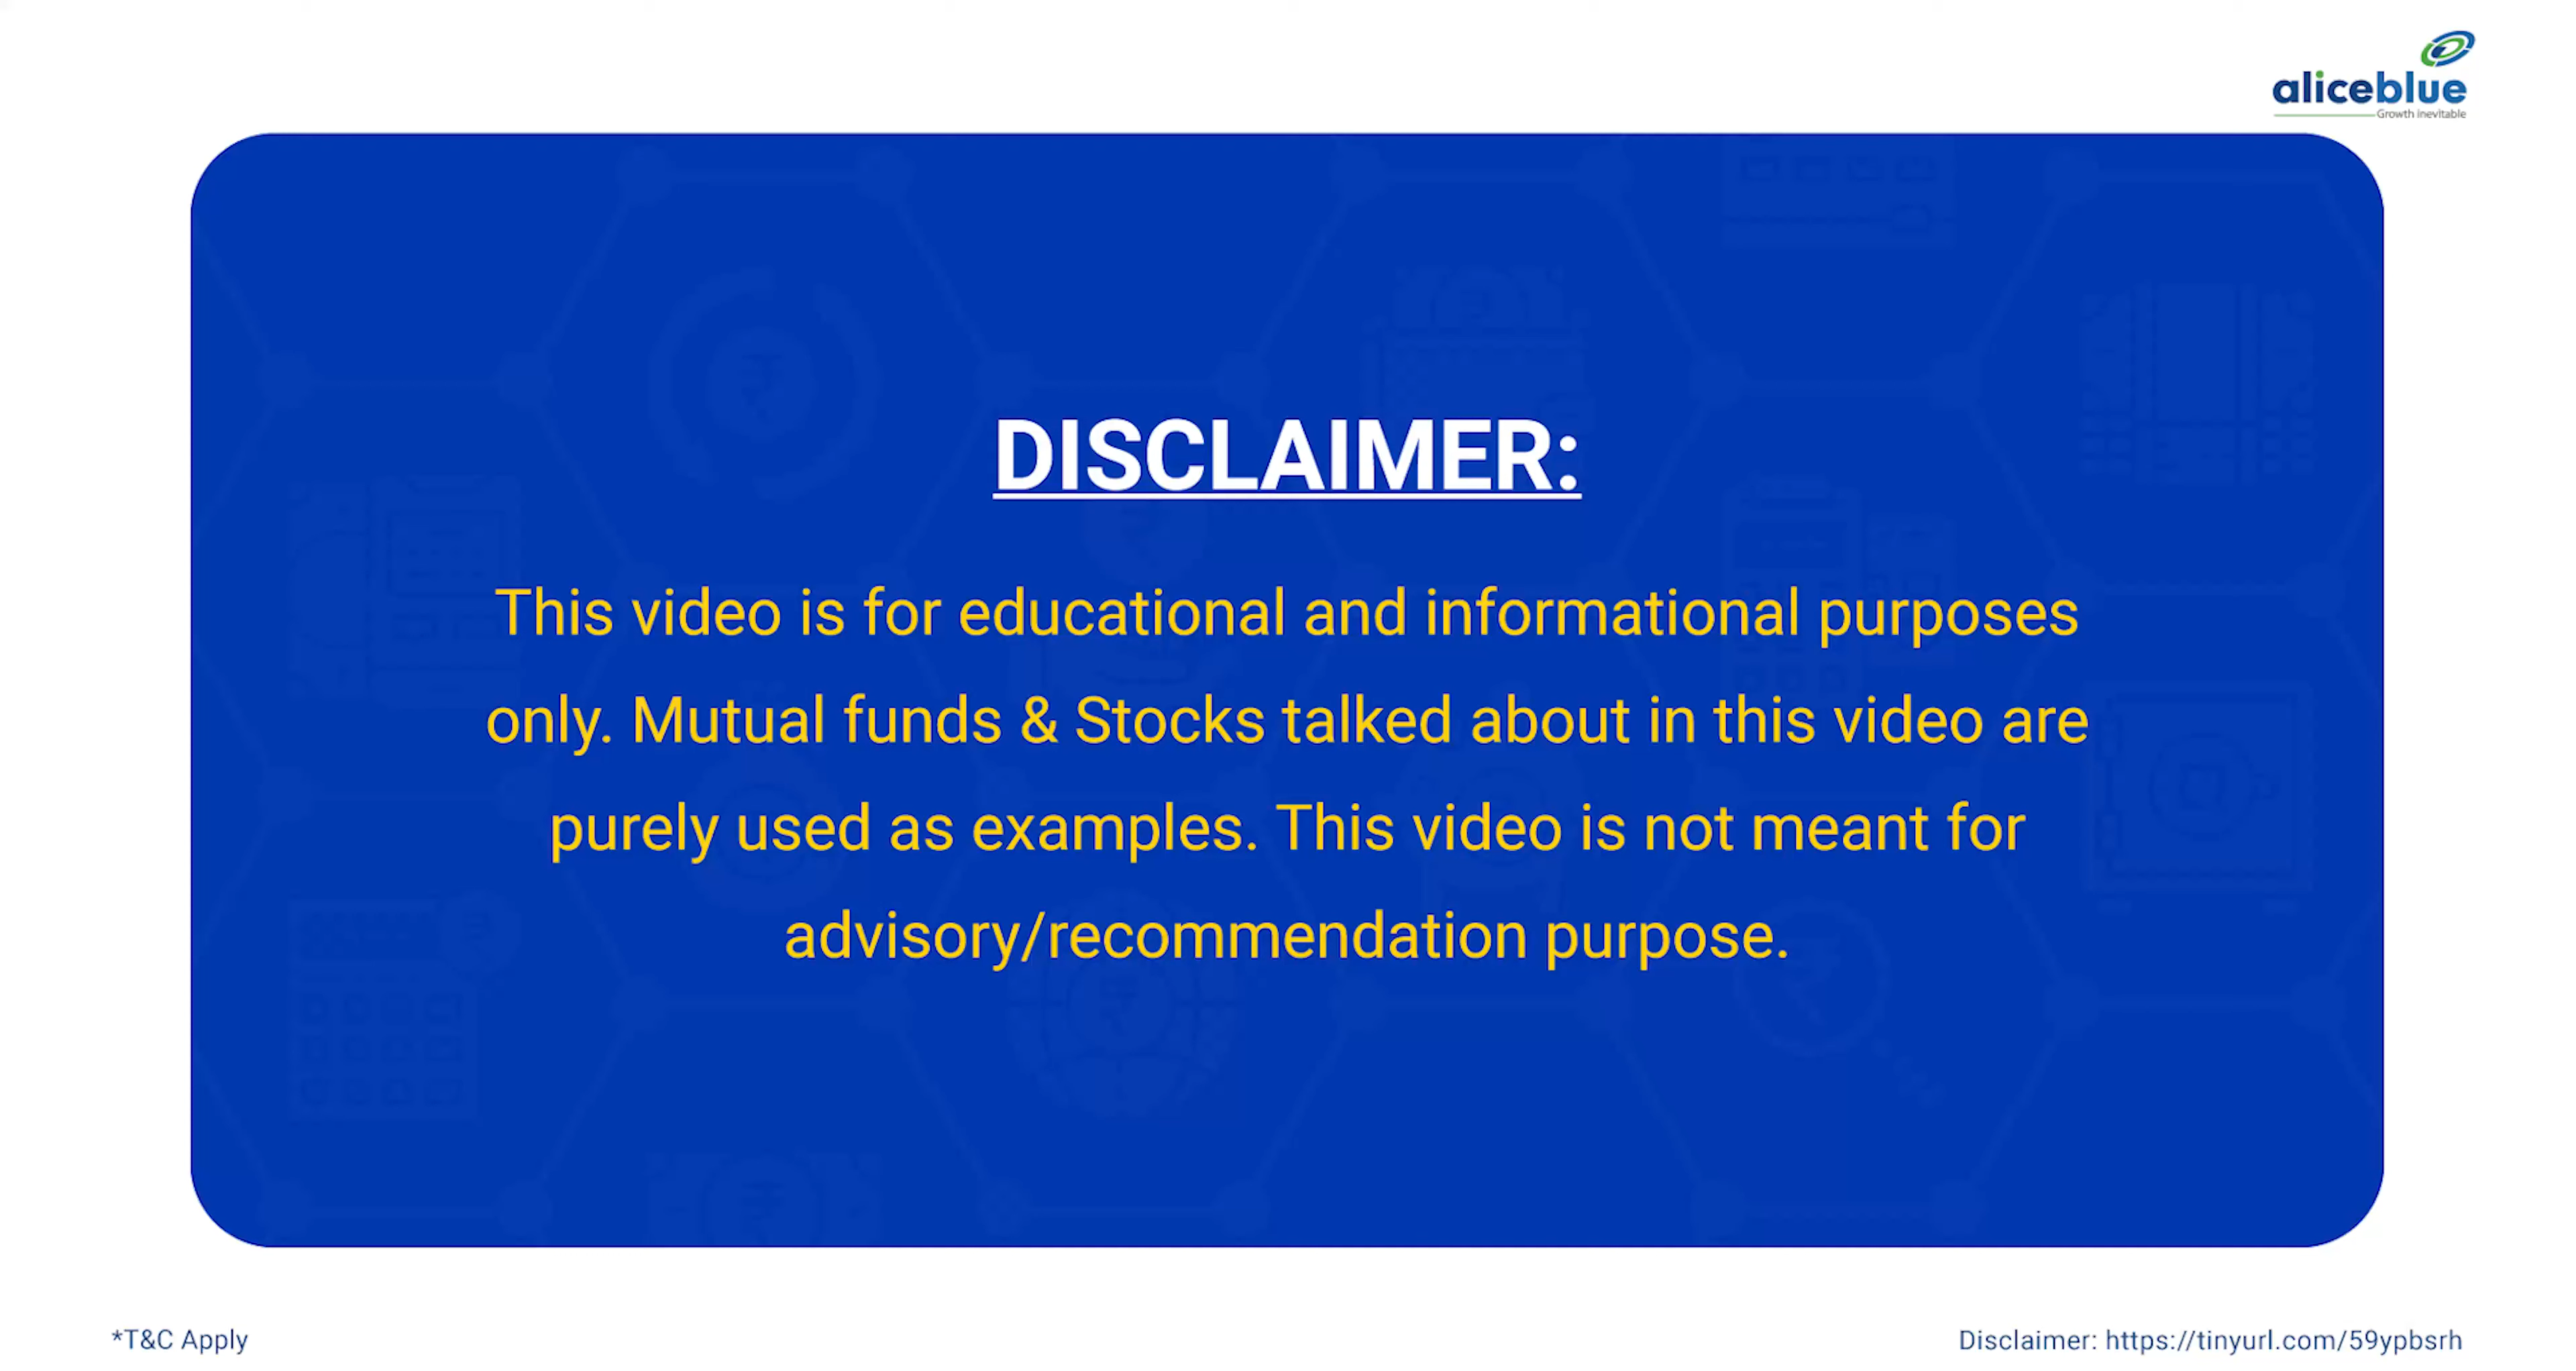 aliceblue
Growth inevitable
DISCLAIMER:
This video is for educational and informational purposes
only. Mutual funds & Stocks talked about in this video are
purely used as examples. This video is not meant for
advisory/recommendation purpose.
*T&C Apply
Disclaimer: https://tinyurl.com/59ypbsrh